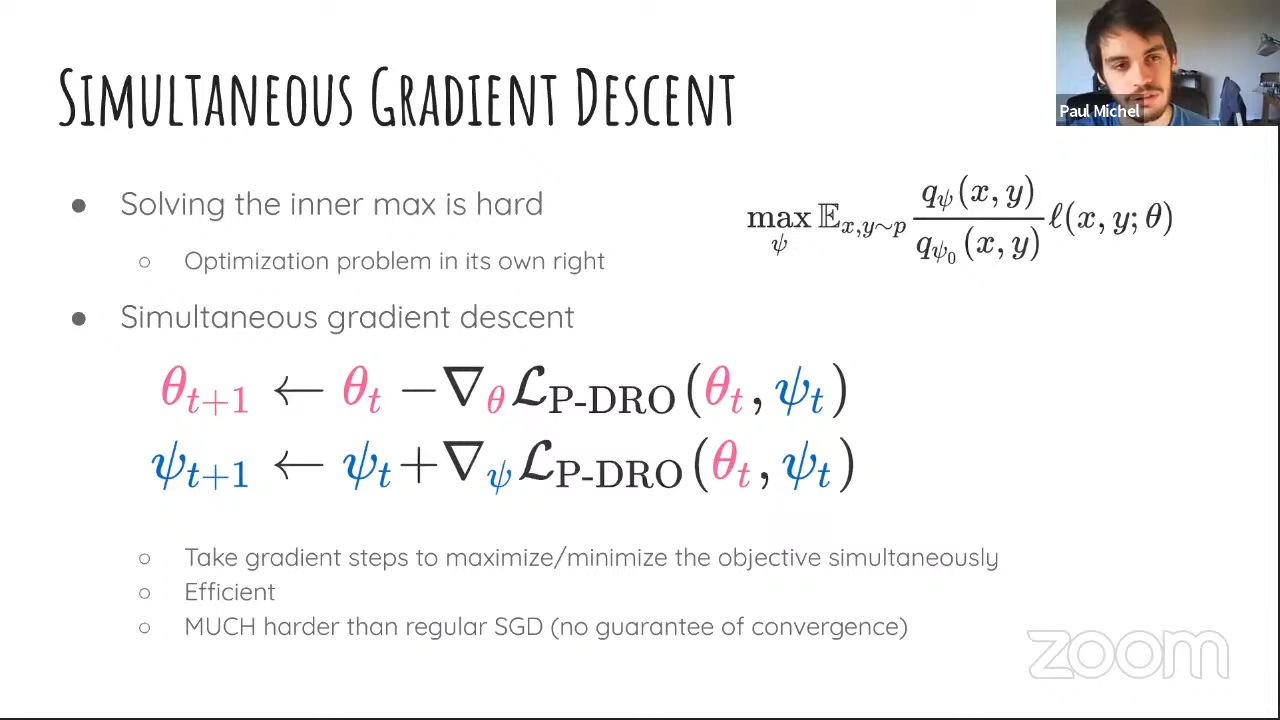 SIMULTANEOUS GRADIENT DESCENT
Paul Michel
● Solving the inner max is hard
max_ψ 𝔼_{x,y∼p} q_ψ(x, y) / q_{ψ_0}(x, y) ℓ(x, y; θ)
○ Optimization problem in its own right
● Simultaneous gradient descent
θ_{t+1} ← θ_t − ∇_θ ℒ_{P-DRO}(θ_t, ψ_t)
ψ_{t+1} ← ψ_t + ∇_ψ ℒ_{P-DRO}(θ_t, ψ_t)
○ Take gradient steps to maximize/minimize the objective simultaneously
○ Efficient
○ MUCH harder than regular SGD (no guarantee of convergence)
zoom